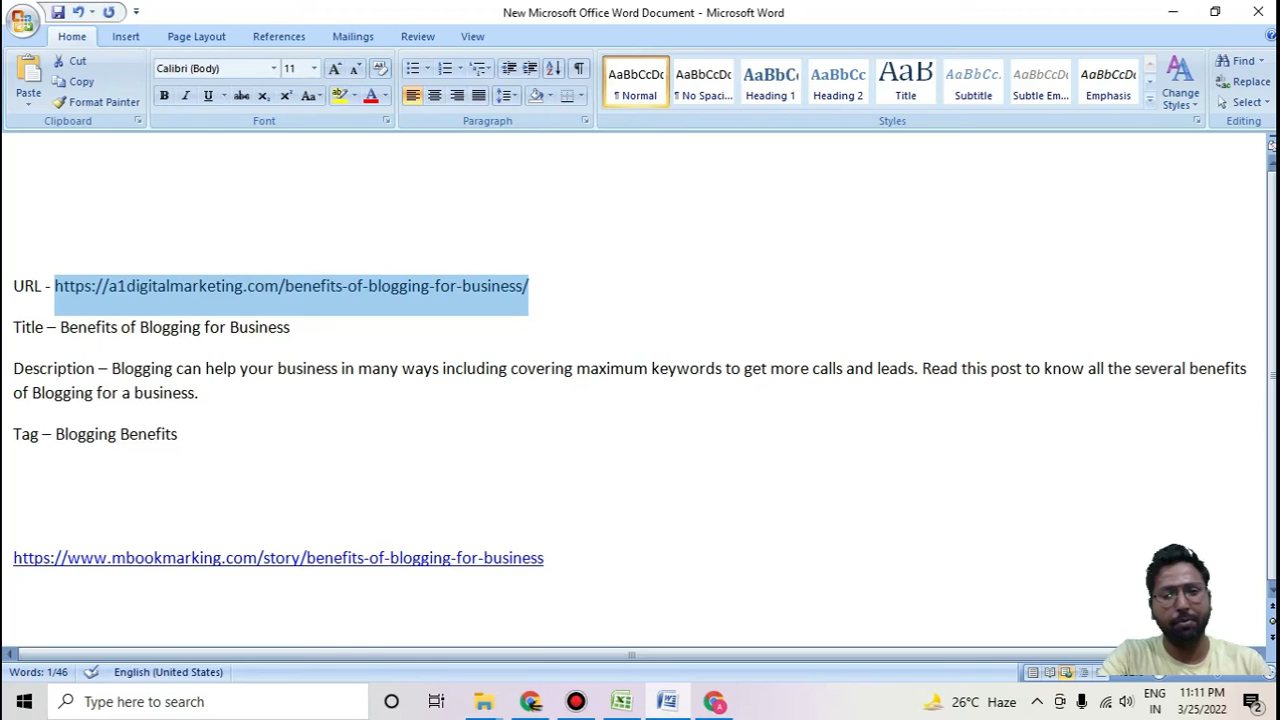 New Microsoft Office Word Document - Microsoft Word
Home Insert Page Layout References Mailings Review View
Paste
Cut
Copy
Format Painter
Clipboard
Calibri (Body) 11
Font
Paragraph
AaBbCcDc AaBbCcDc AaBbC AaBbCc AaB AaBbCc. AaBbCcDc AaBbCcDc
¶ Normal ¶ No Spaci... Heading 1 Heading 2 Title Subtitle Subtle Em... Emphasis
Change Styles
Styles
Find
Replace
Select
Editing
URL - https://a1digitalmarketing.com/benefits-of-blogging-for-business/
Title – Benefits of Blogging for Business
Description – Blogging can help your business in many ways including covering maximum keywords to get more calls and leads. Read this post to know all the several benefits
of Blogging for a business.
Tag – Blogging Benefits
https://www.mbookmarking.com/story/benefits-of-blogging-for-business
Words: 1/46 English (United States)
Type here to search
26°C Haze
ENG
IN
11:11 PM
3/25/2022
2